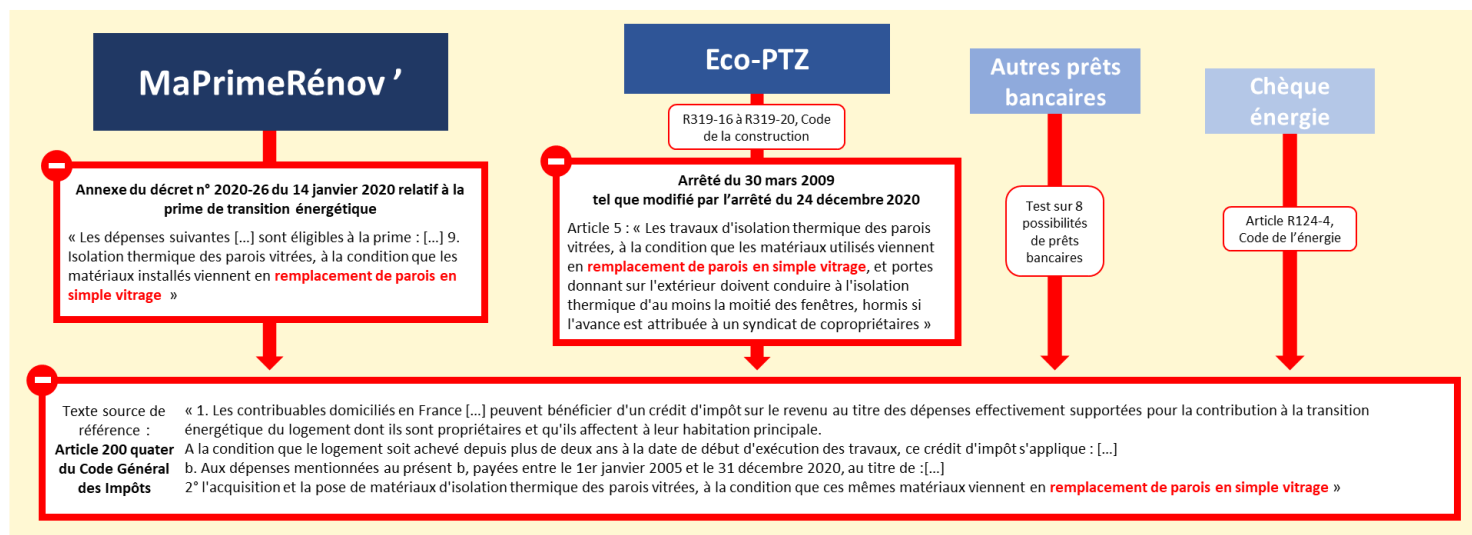 MaPrimeRénov ’
Eco-PTZ
Autres prêts
bancaires
Chèque
énergie
R319-16 à R319-20, Code
de la construction
Annexe du décret n° 2020-26 du 14 janvier 2020 relatif à la
prime de transition énergétique
« Les dépenses suivantes [...] sont éligibles à la prime : [...] 9.
Isolation thermique des parois vitrées, à la condition que les
matériaux installés viennent en remplacement de parois en
simple vitrage »
Arrêté du 30 mars 2009
tel que modifié par l’arrêté du 24 décembre 2020
Article 5 : « Les travaux d'isolation thermique des parois
vitrées, à la condition que les matériaux utilisés viennent
en remplacement de parois en simple vitrage, et portes
donnant sur l'extérieur doivent conduire à l'isolation
thermique d'au moins la moitié des fenêtres, hormis si
l'avance est attribuée à un syndicat de copropriétaires »
Test sur 8
possibilités
de prêts
bancaires
Article R124-4,
Code de l’énergie
Texte source de
référence :
Article 200 quater
du Code Général
des Impôts
« 1. Les contribuables domiciliés en France [...] peuvent bénéficier d'un crédit d'impôt sur le revenu au titre des dépenses effectivement supportées pour la contribution à la transition
énergétique du logement dont ils sont propriétaires et qu'ils affectent à leur habitation principale.
A la condition que le logement soit achevé depuis plus de deux ans à la date de début d'exécution des travaux, ce crédit d'impôt s'applique : [...]
b. Aux dépenses mentionnées au présent b, payées entre le 1er janvier 2005 et le 31 décembre 2020, au titre de :[...]
2° l'acquisition et la pose de matériaux d'isolation thermique des parois vitrées, à la condition que ces mêmes matériaux viennent en remplacement de parois en simple vitrage »